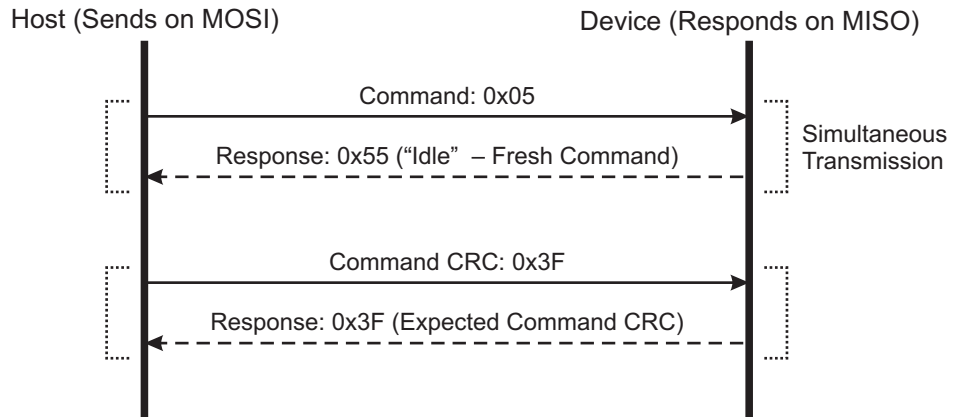 Host (Sends on MOSI)
Device (Responds on MISO)
Command: 0x05
Response: 0x55 (“Idle” – Fresh Command)
Simultaneous
Transmission
Command CRC: 0x3F
Response: 0x3F (Expected Command CRC)